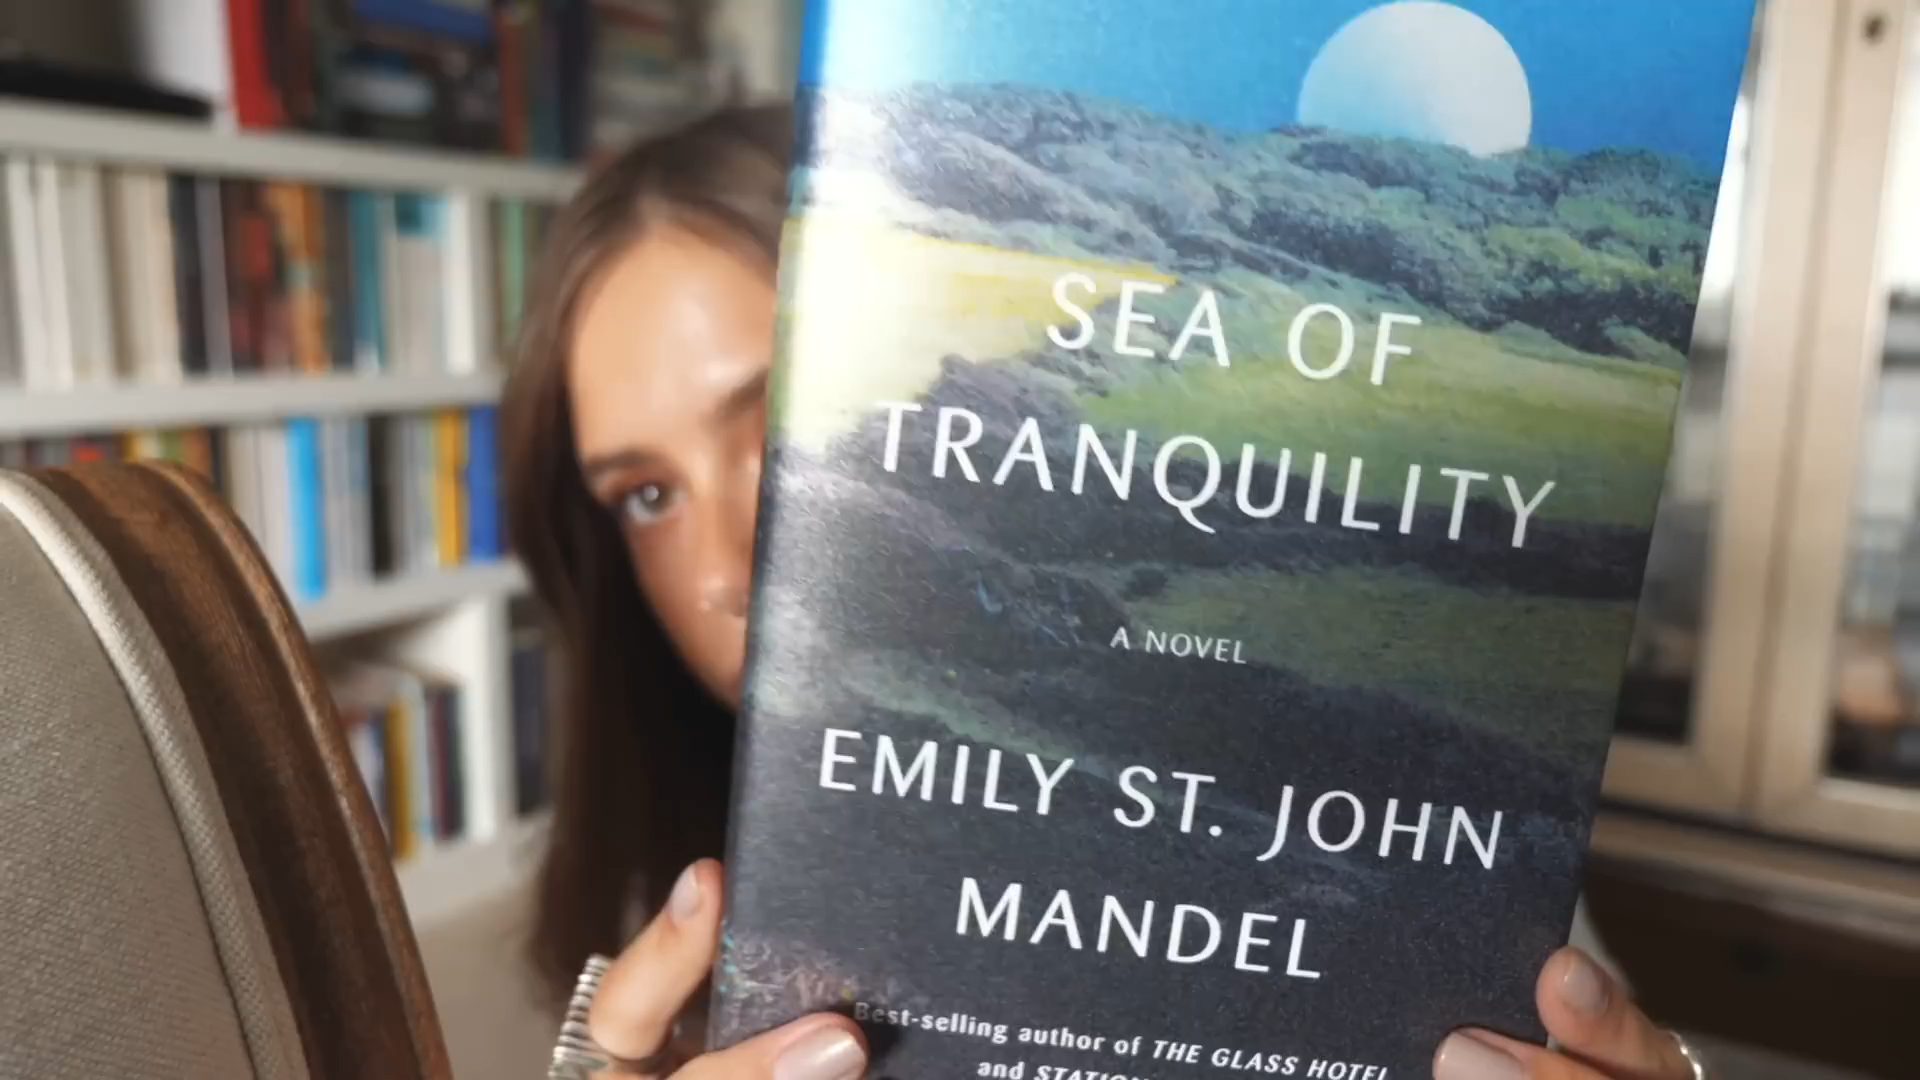 SEA OF
TRANQUILITY
A NOVEL
EMILY ST. JOHN
MANDEL
Best-selling author of THE GLASS HOTEL
and